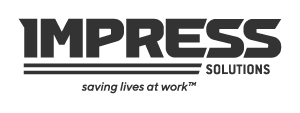 IMPRESS
SOLUTIONS
saving lives at work™